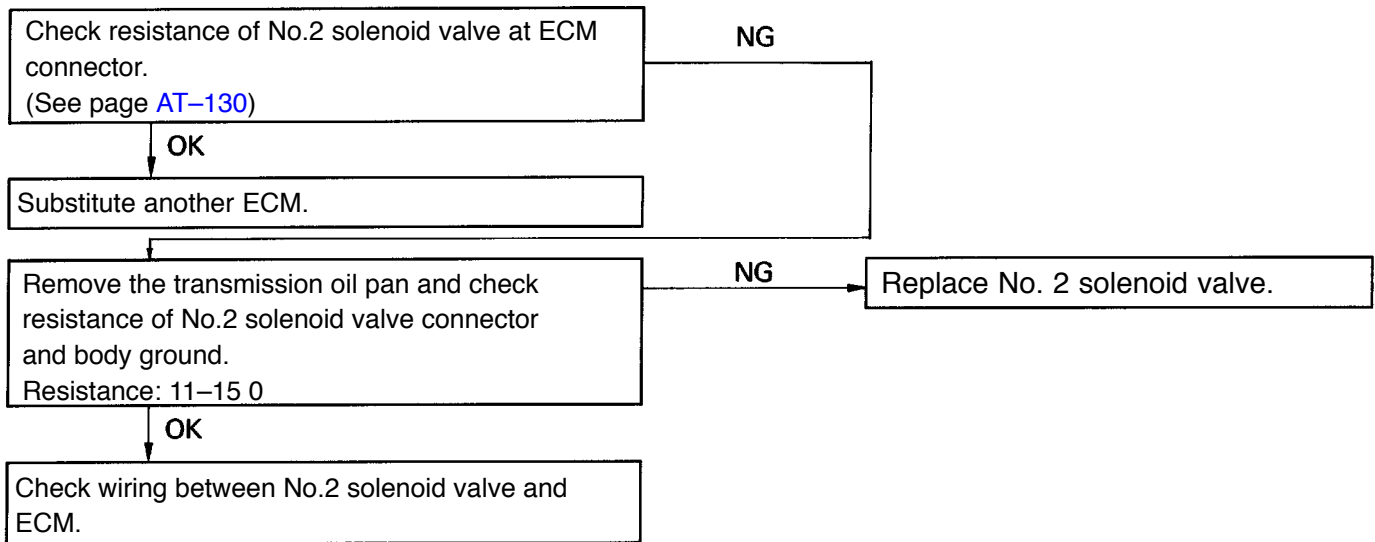 Check resistance of No.2 solenoid valve at ECM
connector.
(See page AT–130)
NG
OK
Substitute another ECM.
Remove the transmission oil pan and check
resistance of No.2 solenoid valve connector
and body ground.
Resistance: 11–15 0
NG
Replace No. 2 solenoid valve.
OK
Check wiring between No.2 solenoid valve and
ECM.